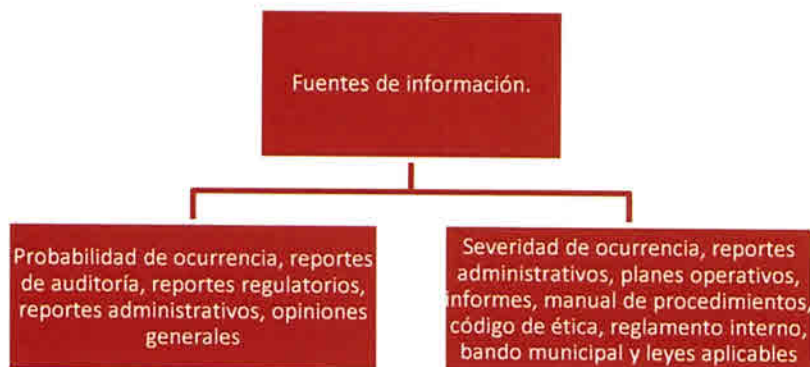 Fuentes de información.
Probabilidad de ocurrencia, reportes
de auditoría, reportes regulatorios,
reportes administrativos, opiniones
generales
Severidad de ocurrencia, reportes
administrativos, planes operativos,
informes, manual de procedimientos,
código de ética, reglamento interno,
bando municipal y leyes aplicables